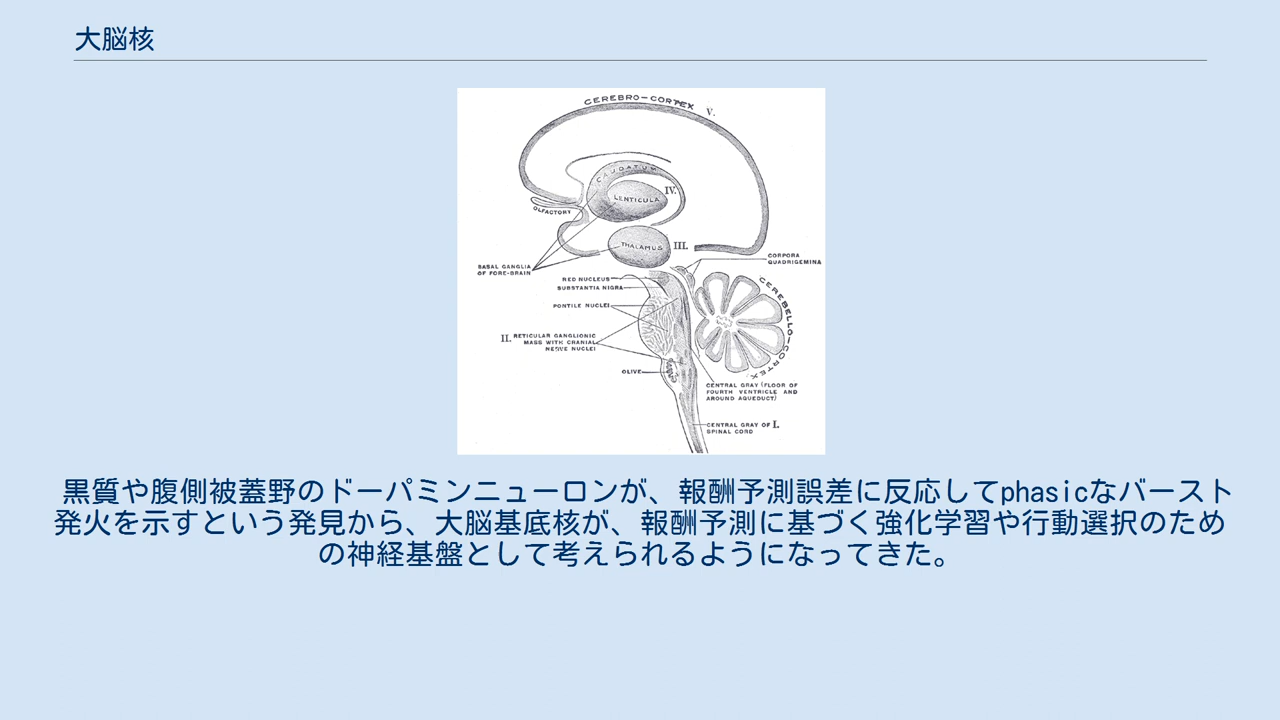 大脳核
CEREBRO-CORTEX
V.
CAUDATUM
IV.
LENTICULA
OLFACTORY
THALAMUS
III.
CORPORA
QUADRIGEMINA
BASAL GANGLIA
OF FORE-BRAIN
RED NUCLEUS
SUBSTANTIA NIGRA
CEREBELLO-CORTEX
PONTILE NUCLEI
II. RETICULAR GANGLIONIC
MASS WITH CRANIAL
NERVE NUCLEI
OLIVE
CENTRAL GRAY (FLOOR OF
FOURTH VENTRICLE AND
AROUND AQUEDUCT)
CENTRAL GRAY OF I.
SPINAL CORD
黒質や腹側被蓋野のドーパミンニューロンが、報酬予測誤差に反応してphasicなバースト
発火を示すという発見から、大脳基底核が、報酬予測に基づく強化学習や行動選択のため
の神経基盤として考えられるようになってきた。